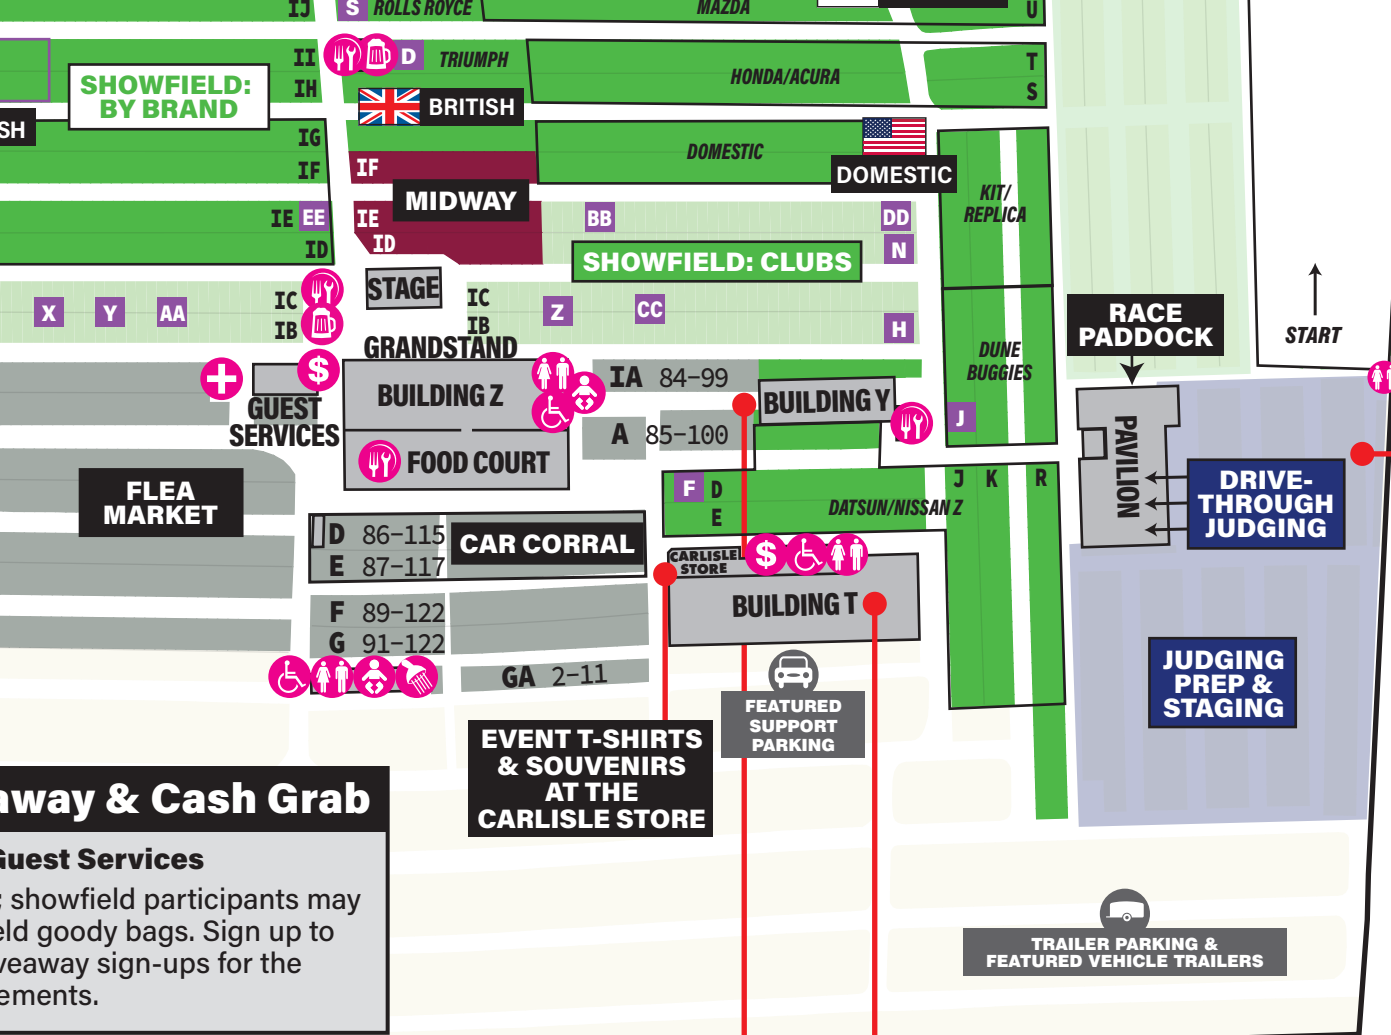 IJ
S
ROLLS ROYCE
MAZDA
U
II
D
TRIUMPH
HONDA/ACURA
T
IH
S
SHOWFIELD:
BY BRAND
BRITISH
SH
IG
DOMESTIC
DOMESTIC
IF
IF
MIDWAY
KIT/
REPLICA
IE
EE
IE
BB
DD
ID
ID
N
SHOWFIELD: CLUBS
STAGE
X
Y
AA
IC
IC
Z
CC
IB
IB
H
RACE
PADDOCK
START
GRANDSTAND
DUNE
BUGGIES
$
BUILDING Z
IA 84-99
BUILDING Y
GUEST
SERVICES
A 85-100
J
PAVILION
FOOD COURT
FLEA
MARKET
F
D
E
DATSUN/NISSAN Z
J
K
R
DRIVE-
THROUGH
JUDGING
D 86-115
E 87-117
CAR CORRAL
CARLISLE
STORE
$
BUILDING T
F 89-122
G 91-122
GA 2-11
JUDGING
PREP &
STAGING
FEATURED
SUPPORT
PARKING
EVENT T-SHIRTS
& SOUVENIRS
AT THE
CARLISLE STORE
away & Cash Grab
Guest Services
; showfield participants may
eld goody bags. Sign up to
veaway sign-ups for the
ements.
TRAILER PARKING &
FEATURED VEHICLE TRAILERS